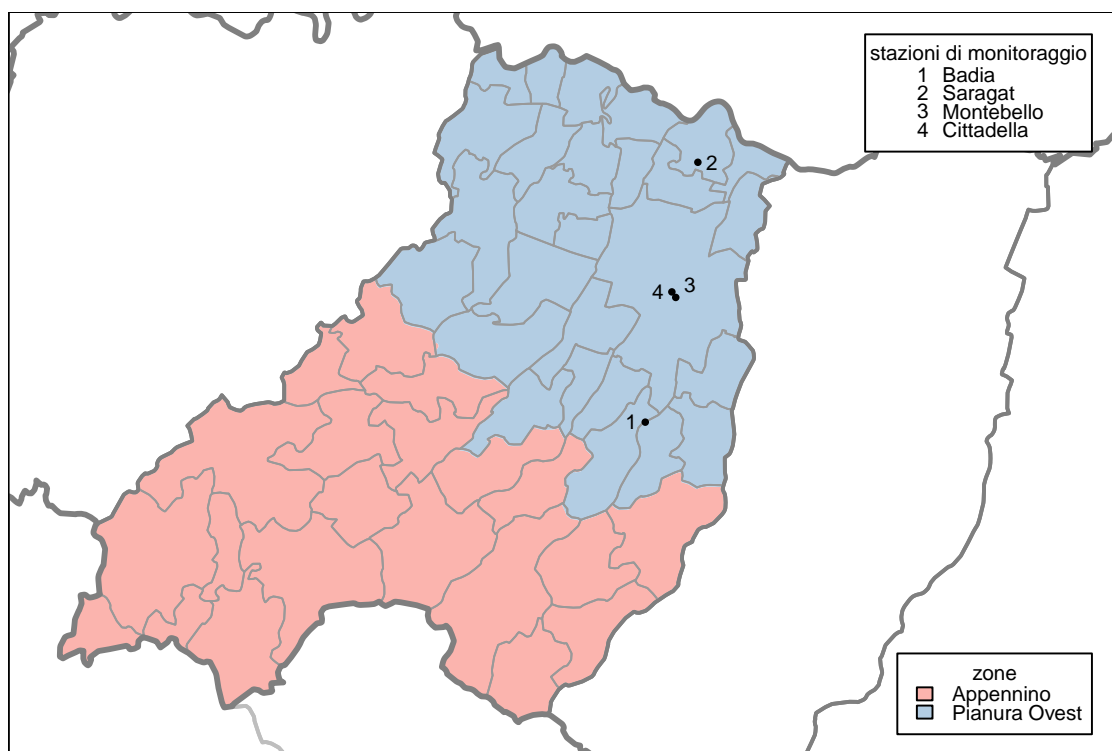 stazioni di monitoraggio
1 Badia
2 Saragat
3 Montebello
4 Cittadella
2
4 3
1
zone
Appennino
Pianura Ovest